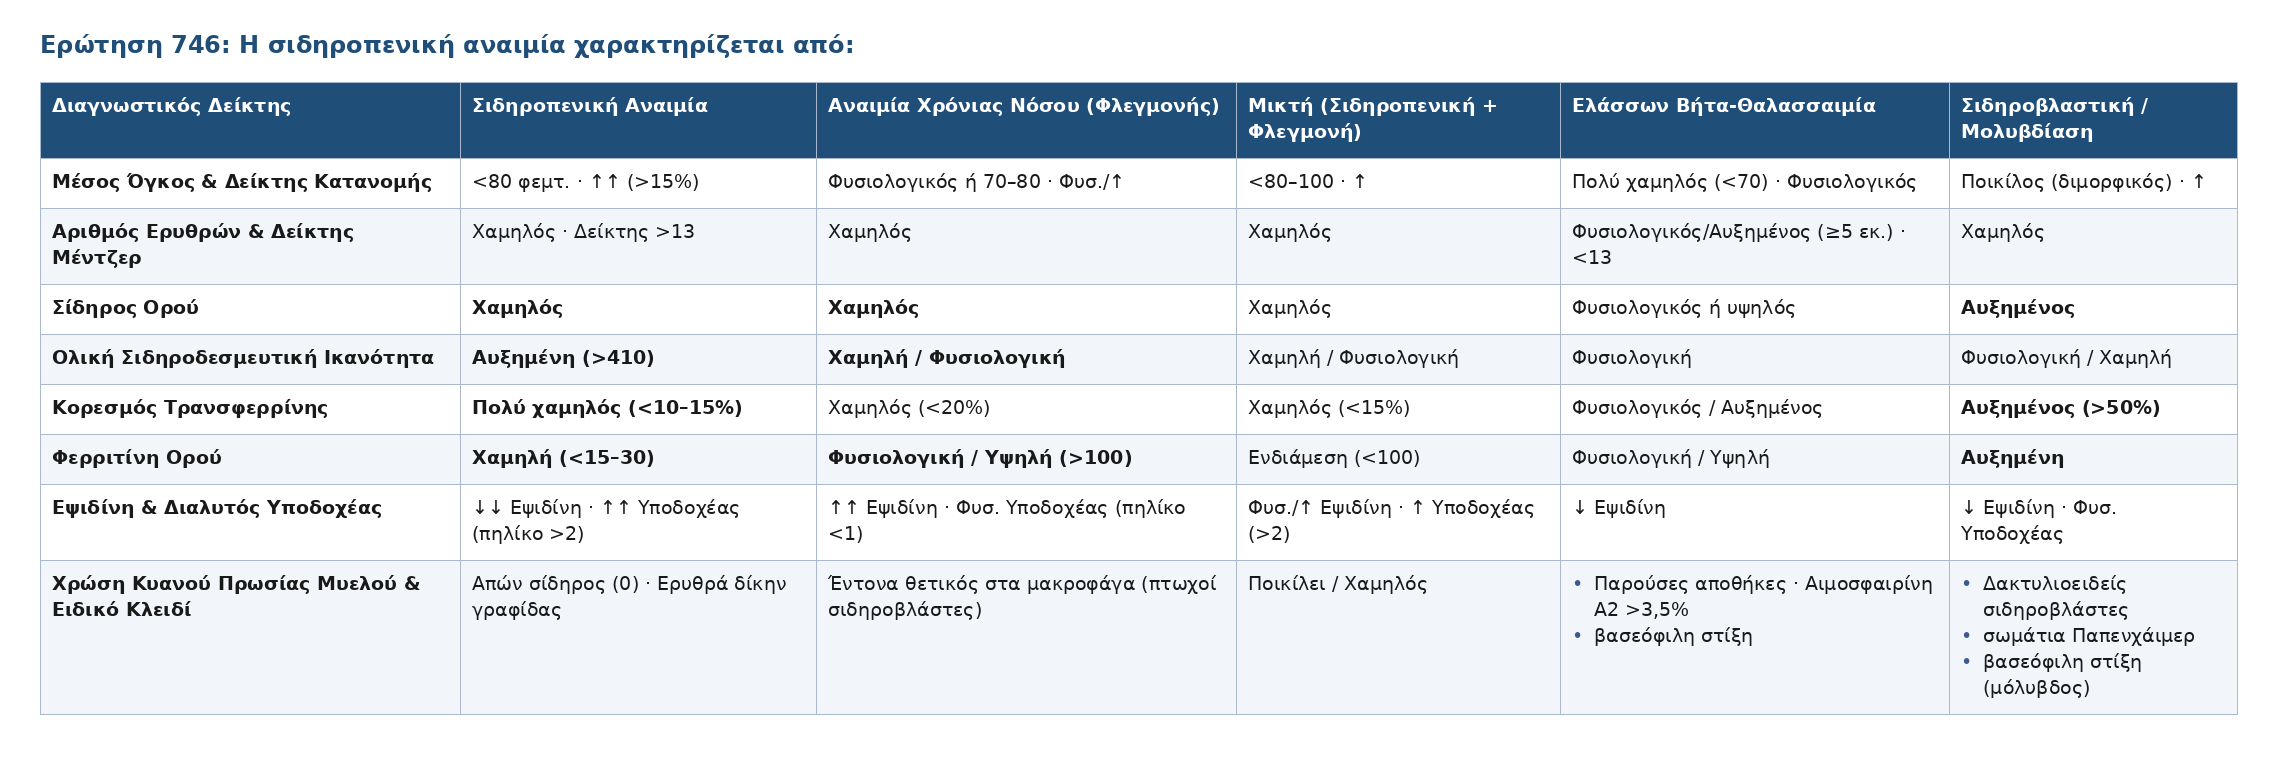 Ερώτηση 746: Η σιδηροπενική αναιμία χαρακτηρίζεται από:
Διαγνωστικός Δείκτης
Σιδηροπενική Αναιμία
Αναιμία Χρόνιας Νόσου (Φλεγμονής)
Μικτή (Σιδηροπενική +
Φλεγμονή)
Ελάσσων Βήτα-Θαλασσαιμία
Σιδηροβλαστική /
Μολυβδίαση
Μέσος Όγκος & Δείκτης Κατανομής
<80 φεμτ. · ↑↑ (>15%)
Φυσιολογικός ή 70–80 · Φυσ./↑
<80–100 · ↑
Πολύ χαμηλός (<70) · Φυσιολογικός
Ποικίλος (διμορφικός) · ↑
Αριθμός Ερυθρών & Δείκτης
Μέντζερ
Χαμηλός · Δείκτης >13
Χαμηλός
Χαμηλός
Φυσιολογικός/Αυξημένος (≥5 εκ.) ·
<13
Χαμηλός
Σίδηρος Ορού
Χαμηλός
Χαμηλός
Χαμηλός
Φυσιολογικός ή υψηλός
Αυξημένος
Ολική Σιδηροδεσμευτική Ικανότητα
Αυξημένη (>410)
Χαμηλή / Φυσιολογική
Χαμηλή / Φυσιολογική
Φυσιολογική
Φυσιολογική / Χαμηλή
Κορεσμός Τρανσφερρίνης
Πολύ χαμηλός (<10–15%)
Χαμηλός (<20%)
Χαμηλός (<15%)
Φυσιολογικός / Αυξημένος
Αυξημένος (>50%)
Φερριτίνη Ορού
Χαμηλή (<15–30)
Φυσιολογική / Υψηλή (>100)
Ενδιάμεση (<100)
Φυσιολογική / Υψηλή
Αυξημένη
Εψιδίνη & Διαλυτός Υποδοχέας
↓↓ Εψιδίνη · ↑↑ Υποδοχέας
(πηλίκο >2)
↑↑ Εψιδίνη · Φυσ. Υποδοχέας (πηλίκο
<1)
Φυσ./↑ Εψιδίνη · ↑ Υποδοχέας
(>2)
↓ Εψιδίνη
↓ Εψιδίνη · Φυσ.
Υποδοχέας
Χρώση Κυανού Πρωσίας Μυελού &
Ειδικό Κλειδί
Απών σίδηρος (0) · Ερυθρά δίκην
γραφίδας
Έντονα θετικός στα μακροφάγα (πτωχοί
σιδηροβλάστες)
Ποικίλει / Χαμηλός
• Παρούσες αποθήκες · Αιμοσφαιρίνη
Α2 >3,5%
• βασεόφιλη στίξη
• Δακτυλιοειδείς
σιδηροβλάστες
• σωμάτια Παπενχάιμερ
• βασεόφιλη στίξη
(μόλυβδος)